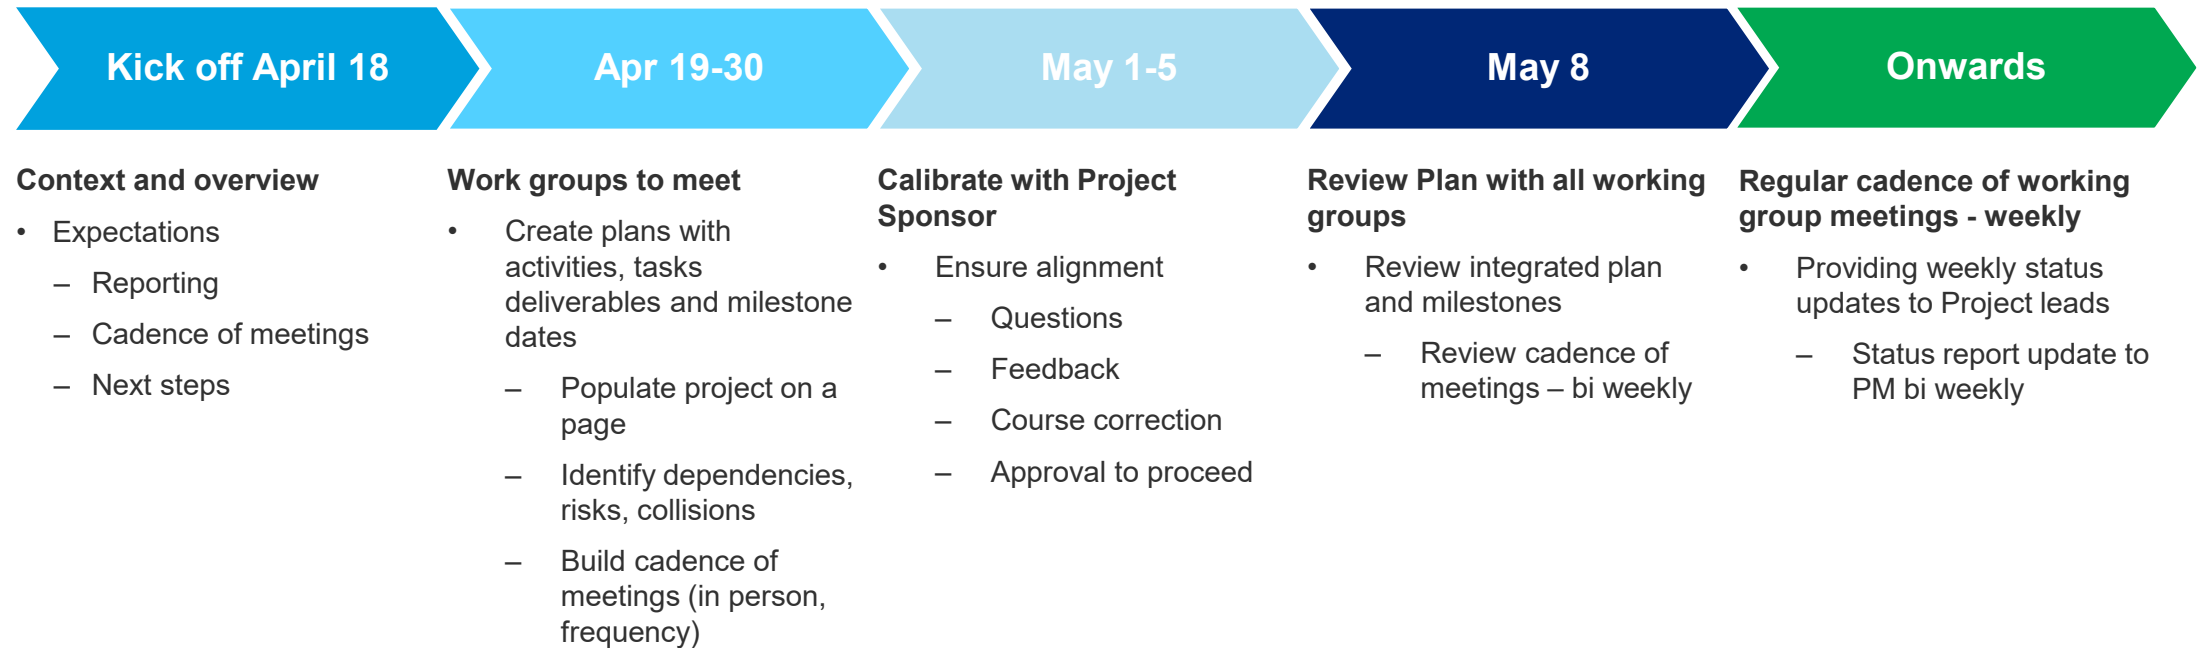 Kick off April 18
Apr 19-30
May 1-5
May 8
Onwards
Context and overview
• Expectations
– Reporting
– Cadence of meetings
– Next steps
Work groups to meet
• Create plans with
activities, tasks
deliverables and milestone
dates
– Populate project on a
page
– Identify dependencies,
risks, collisions
– Build cadence of
meetings (in person,
frequency)
Calibrate with Project
Sponsor
• Ensure alignment
– Questions
– Feedback
– Course correction
– Approval to proceed
Review Plan with all working
groups
• Review integrated plan
and milestones
– Review cadence of
meetings – bi weekly
Regular cadence of working
group meetings - weekly
• Providing weekly status
updates to Project leads
– Status report update to
PM bi weekly